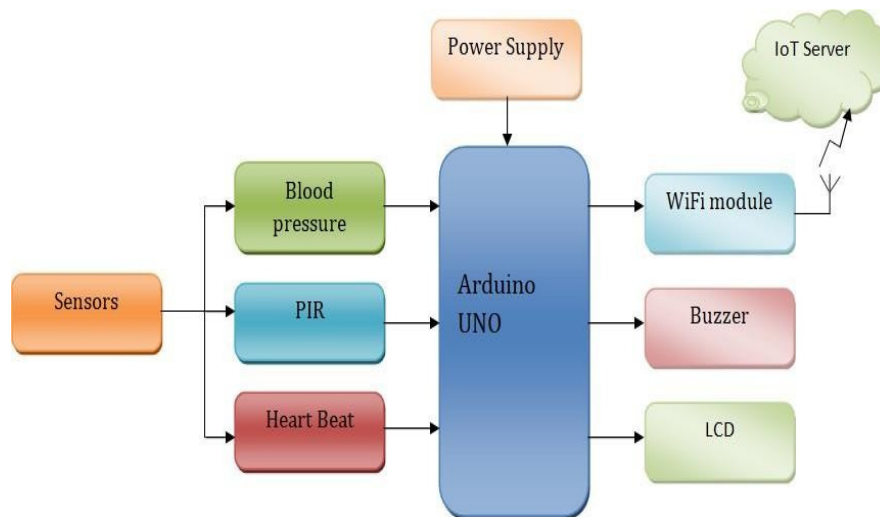 Power Supply
IoT Server
Blood
pressure
WiFi module
Sensors
PIR
Arduino
UNO
Buzzer
Heart Beat
LCD